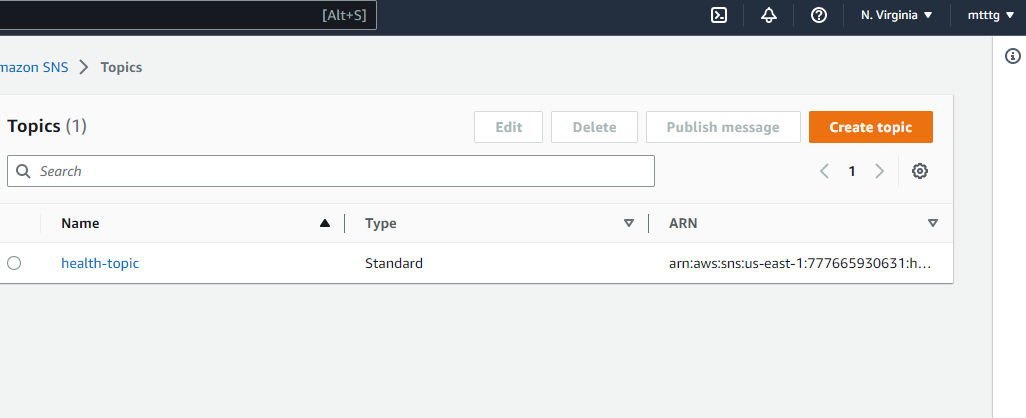 [Alt+S] N. Virginia mtttg
mazon SNS Topics
Topics (1) Edit Delete Publish message Create topic
Search 1
Name Type ARN
health-topic Standard arn:aws:sns:us-east-1:777665930631:h...